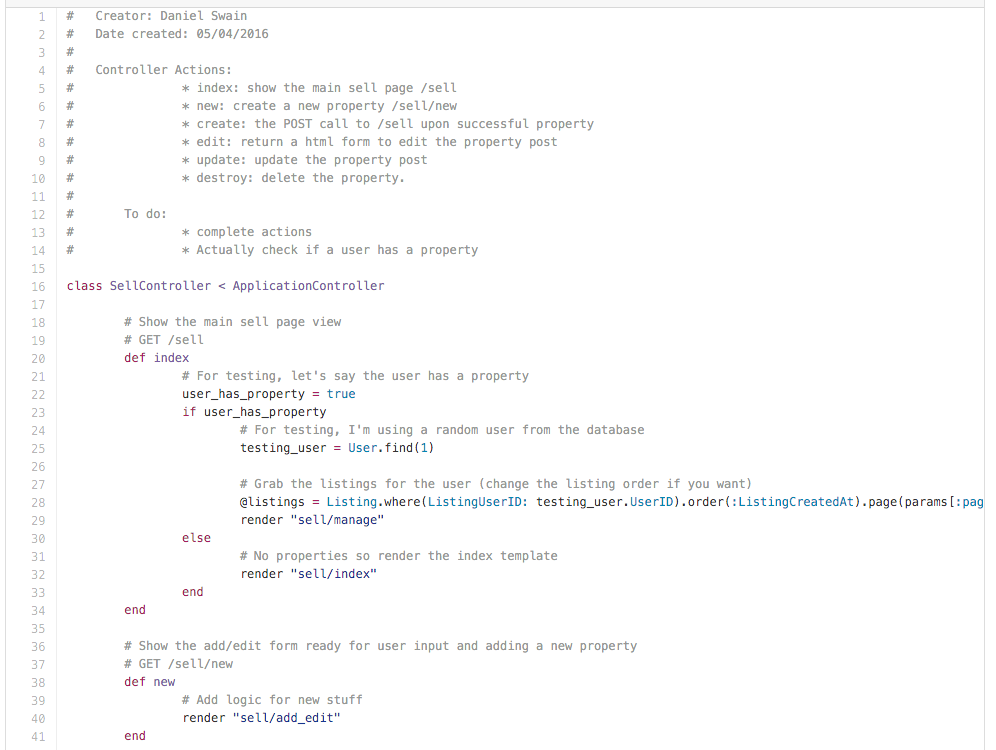 1 #   Creator: Daniel Swain
2 #   Date created: 05/04/2016
3 #
4 #   Controller Actions:
5 #               * index: show the main sell page /sell
6 #               * new: create a new property /sell/new
7 #               * create: the POST call to /sell upon successful property
8 #               * edit: return a html form to edit the property post
9 #               * update: update the property post
10 #               * destroy: delete the property.
11 #
12 #       To do:
13 #               * complete actions
14 #               * Actually check if a user has a property
15
16 class SellController < ApplicationController
17
18         # Show the main sell page view
19         # GET /sell
20         def index
21                 # For testing, let's say the user has a property
22                 user_has_property = true
23                 if user_has_property
24                         # For testing, I'm using a random user from the database
25                         testing_user = User.find(1)
26
27                         # Grab the listings for the user (change the listing order if you want)
28                         @listings = Listing.where(ListingUserID: testing_user.UserID).order(:ListingCreatedAt).page(params[:pag
29                         render "sell/manage"
30                 else
31                         # No properties so render the index template
32                         render "sell/index"
33                 end
34         end
35
36         # Show the add/edit form ready for user input and adding a new property
37         # GET /sell/new
38         def new
39                 # Add logic for new stuff
40                 render "sell/add_edit"
41         end